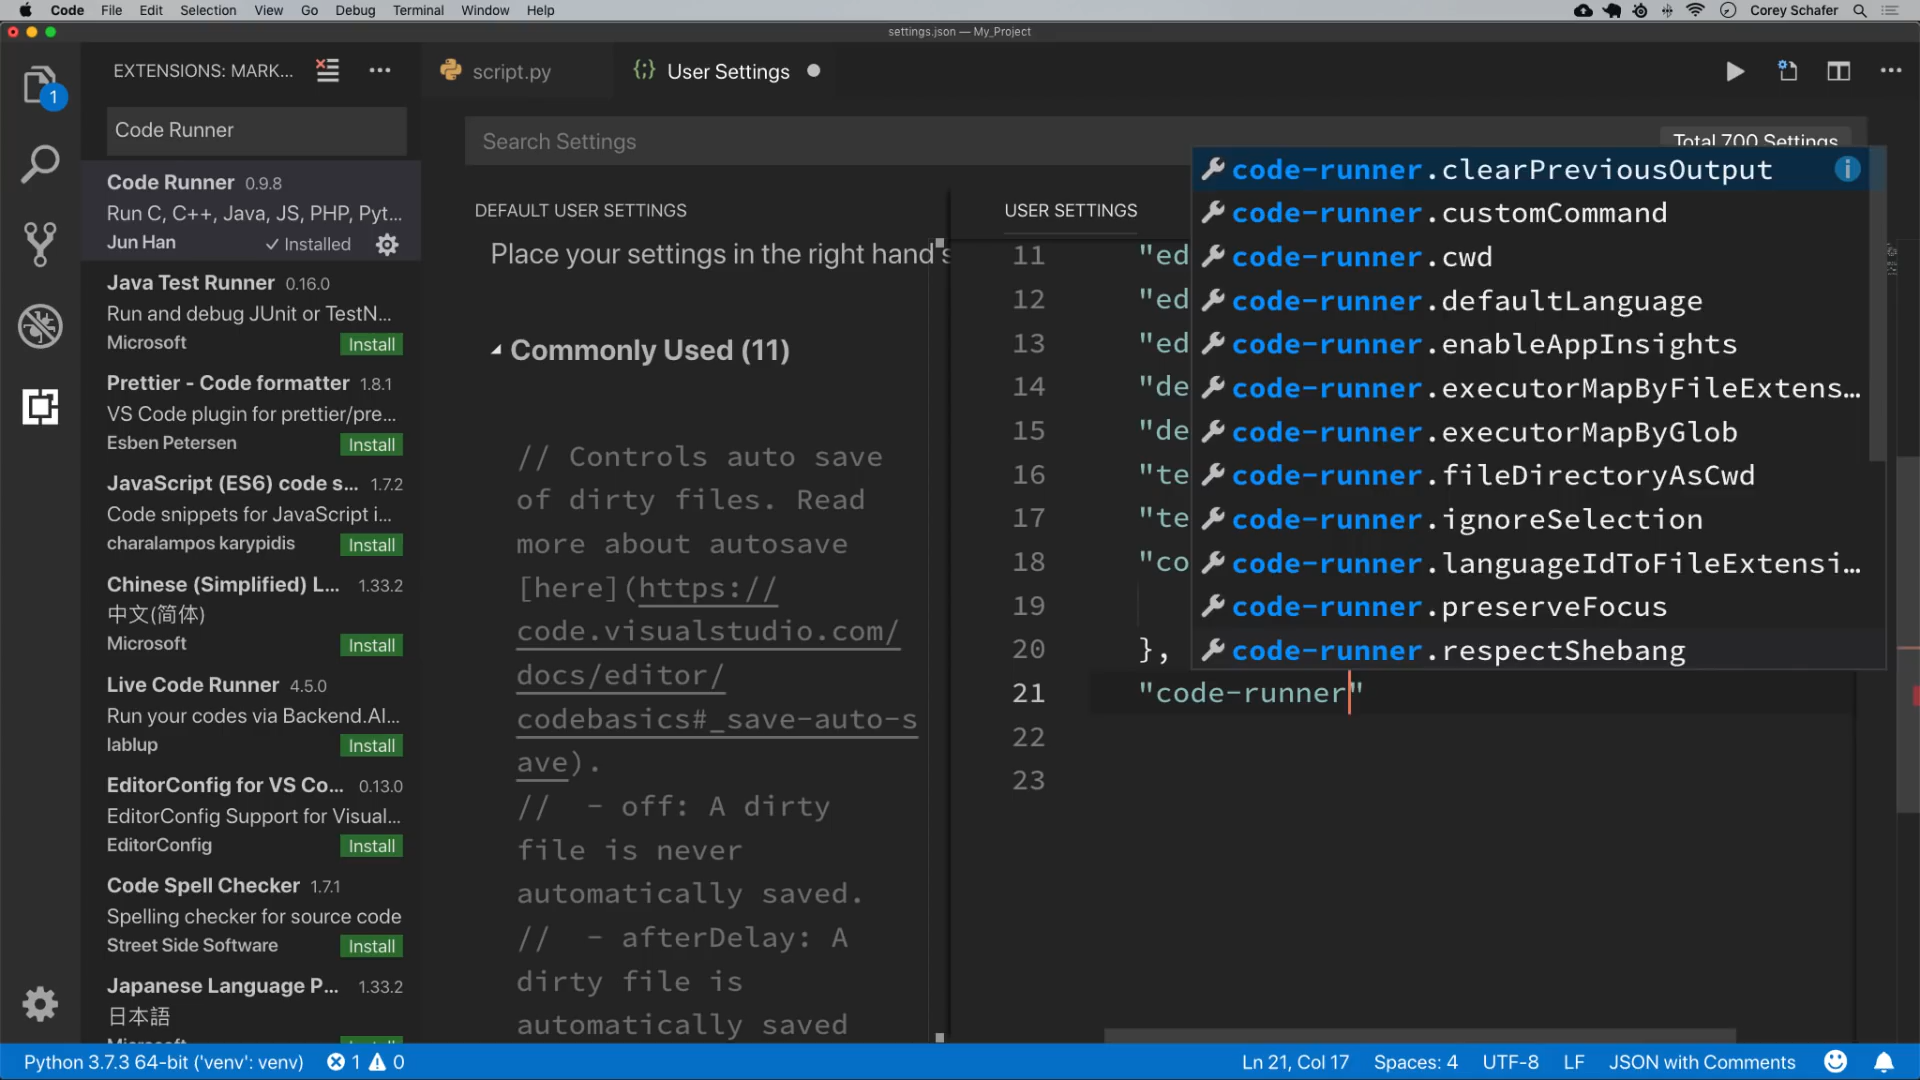 Code File Edit Selection View Go Debug Terminal Window Help Corey Schafer
settings.json — My_Project
1
EXTENSIONS: MARK...
script.py
User Settings
Code Runner
Search Settings
Total 700 Settings
Code Runner 0.9.8
Run C, C++, Java, JS, PHP, Pyt...
Jun Han ✓ Installed
Java Test Runner 0.16.0
Run and debug JUnit or TestN...
Microsoft Install
Prettier - Code formatter 1.8.1
VS Code plugin for prettier/pre...
Esben Petersen Install
JavaScript (ES6) code s... 1.7.2
Code snippets for JavaScript i...
charalampos karypidis Install
Chinese (Simplified) L... 1.33.2
中文(简体)
Microsoft Install
Live Code Runner 4.5.0
Run your codes via Backend.AI...
lablup Install
EditorConfig for VS Co... 0.13.0
EditorConfig Support for Visual...
EditorConfig Install
Code Spell Checker 1.7.1
Spelling checker for source code
Street Side Software Install
Japanese Language P... 1.33.2
日本語
DEFAULT USER SETTINGS
Place your settings in the right hand s
Commonly Used (11)
// Controls auto save
of dirty files. Read
more about autosave
[here](https://
code.visualstudio.com/
docs/editor/
codebasics#_save-auto-s
ave).
// - off: A dirty
file is never
automatically saved.
// - afterDelay: A
dirty file is
automatically saved
USER SETTINGS
11 "ed
12 "ed
13 "ed
14 "de
15 "de
16 "te
17 "te
18 "co
19
20 },
21 "code-runner"
22
23
code-runner.clearPreviousOutput
code-runner.customCommand
code-runner.cwd
code-runner.defaultLanguage
code-runner.enableAppInsights
code-runner.executorMapByFileExtens…
code-runner.executorMapByGlob
code-runner.fileDirectoryAsCwd
code-runner.ignoreSelection
code-runner.languageIdToFileExtensi…
code-runner.preserveFocus
code-runner.respectShebang
Python 3.7.3 64-bit ('venv': venv) 1 0 Ln 21, Col 17 Spaces: 4 UTF-8 LF JSON with Comments